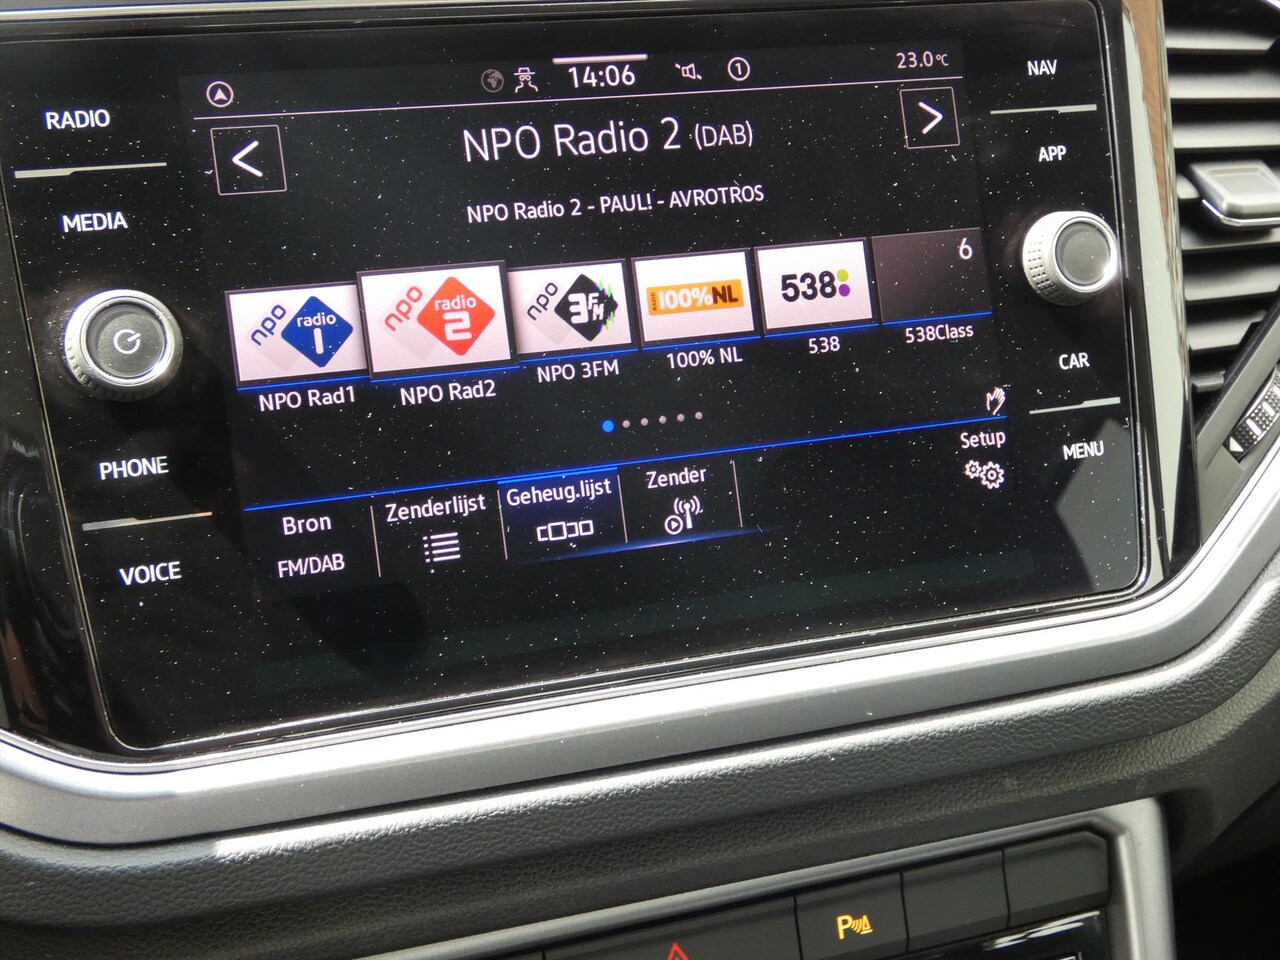 RADIO
MEDIA
PHONE
VOICE
14:06
1
23.0°C
NPO Radio 2 (DAB)
NPO Radio 2 - PAUL! - AVROTROS
npo radio 1
npo radio 2
npo 3FM
RADIO 100%NL
538
6
NPO Rad1
NPO Rad2
NPO 3FM
100% NL
538
538Class
Bron
FM/DAB
Zenderlijst
Geheug.lijst
Zender
Setup
NAV
APP
CAR
MENU
P